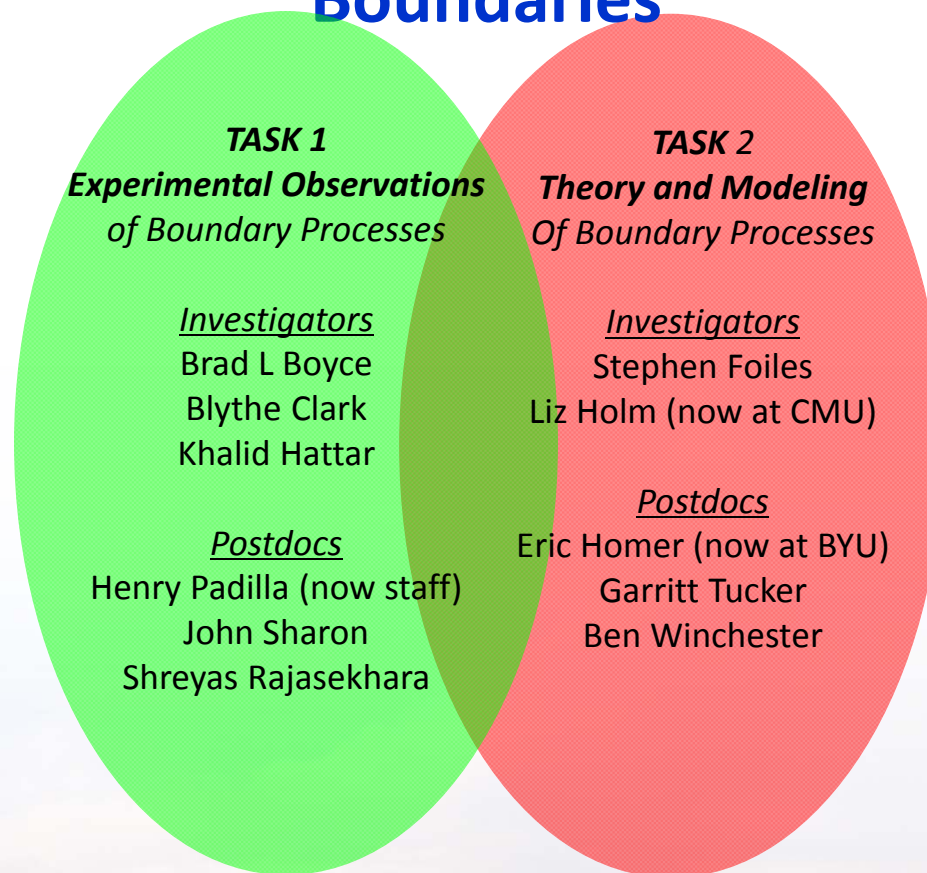 Boundaries
TASK 1
Experimental Observations
of Boundary Processes
Investigators
Brad L Boyce
Blythe Clark
Khalid Hattar
Postdocs
Henry Padilla (now staff)
John Sharon
Shreyas Rajasekhara
TASK 2
Theory and Modeling
Of Boundary Processes
Investigators
Stephen Foiles
Liz Holm (now at CMU)
Postdocs
Eric Homer (now at BYU)
Garritt Tucker
Ben Winchester